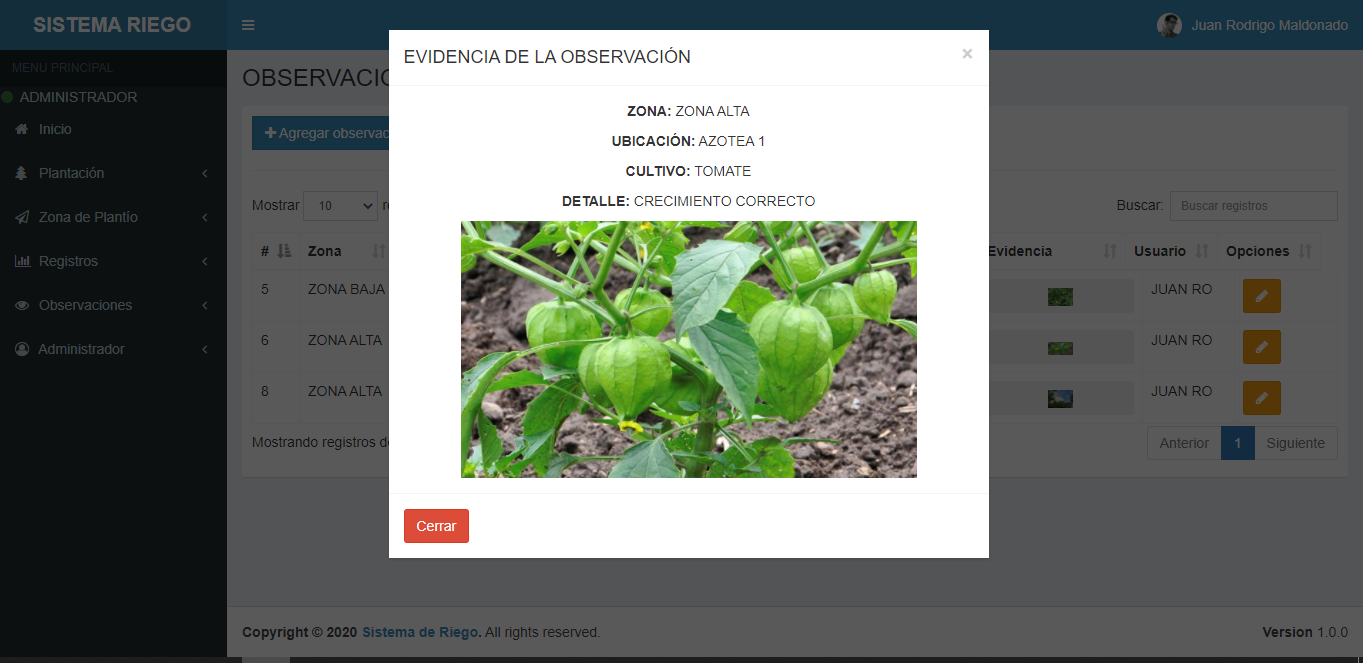 SISTEMA RIEGO
Juan Rodrigo Maldonado
MENU PRINCIPAL
ADMINISTRADOR
Inicio
Plantación
Zona de Plantío
Registros
Observaciones
Administrador
OBSERVACIO
Agregar observac
Mostrar 10 re
Buscar: Buscar registros
# Zona Evidencia Usuario Opciones
5 ZONA BAJA JUAN RO
6 ZONA ALTA JUAN RO
8 ZONA ALTA JUAN RO
Mostrando registros de
Anterior 1 Siguiente
EVIDENCIA DE LA OBSERVACIÓN
×
ZONA: ZONA ALTA
UBICACIÓN: AZOTEA 1
CULTIVO: TOMATE
DETALLE: CRECIMIENTO CORRECTO
Cerrar
Copyright © 2020 Sistema de Riego. All rights reserved.
Version 1.0.0